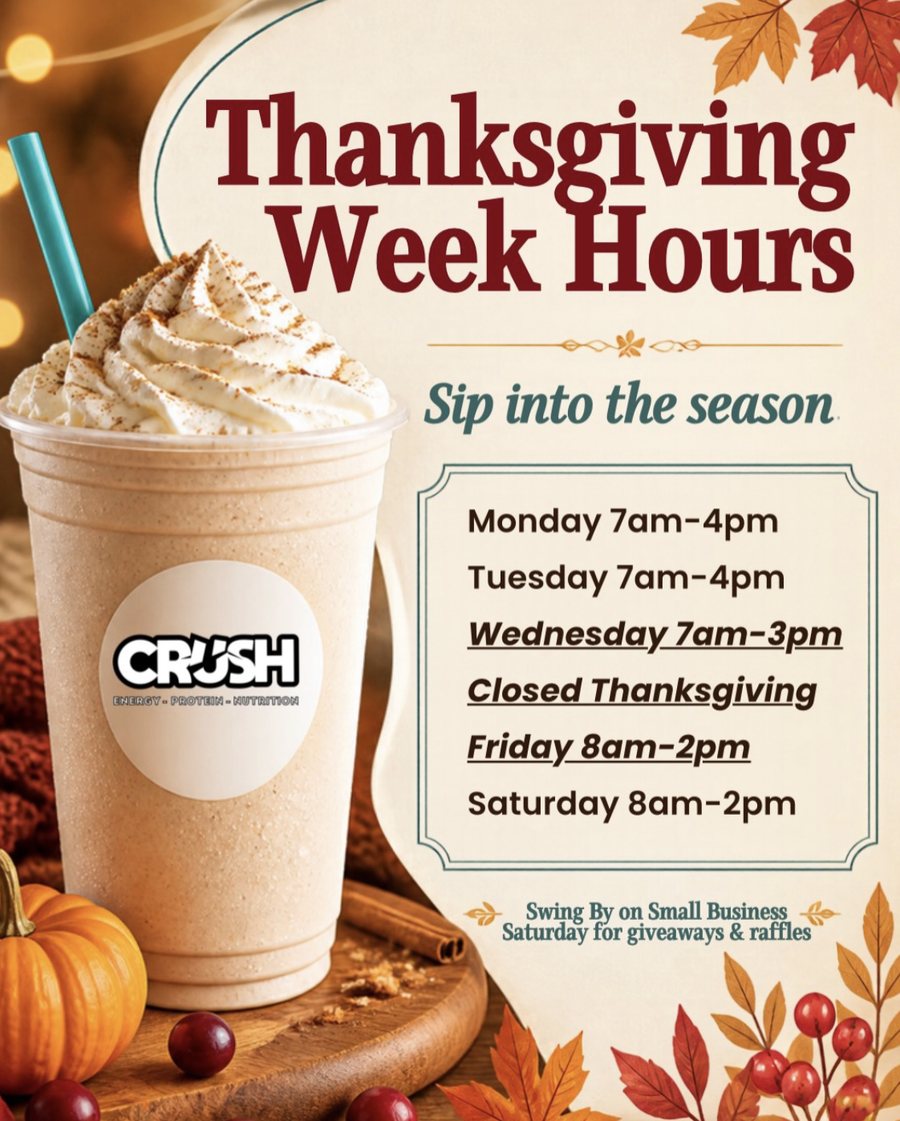 Thanksgiving
Week Hours
Sip into the season.
Monday 7am-4pm
Tuesday 7am-4pm
Wednesday 7am-3pm
Closed Thanksgiving
Friday 8am-2pm
Saturday 8am-2pm
CRUSH
ENERGY - PROTEIN - NUTRITION
Swing By on Small Business
Saturday for giveaways & raffles